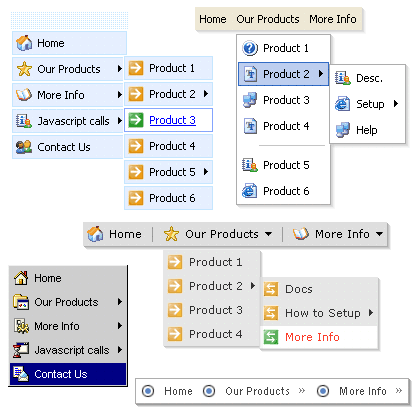 Home
Our Products
More Info
Javascript calls
Contact Us
Product 1
Product 2
Product 3
Product 4
Product 5
Product 6
Home Our Products More Info
Product 1
Product 2
Product 3
Product 4
Product 5
Product 6
Desc.
Setup
Help
Home Our Products More Info
Product 1
Product 2
Product 3
Product 4
Docs
How to Setup
More Info
Home
Our Products
More Info
Javascript calls
Contact Us
Home Our Products » More Info »